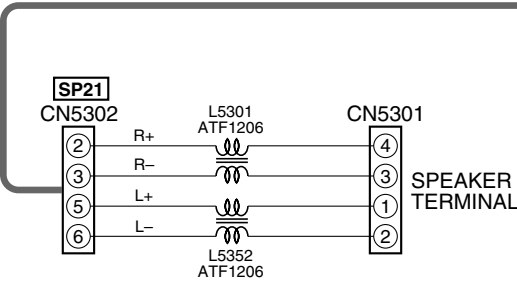 SP21
CN5302
L5301
ATF1206
CN5301
2 R+ 4
3 R– 3
5 L+ 1
6 L– 2
SPEAKER
TERMINAL
L5352
ATF1206